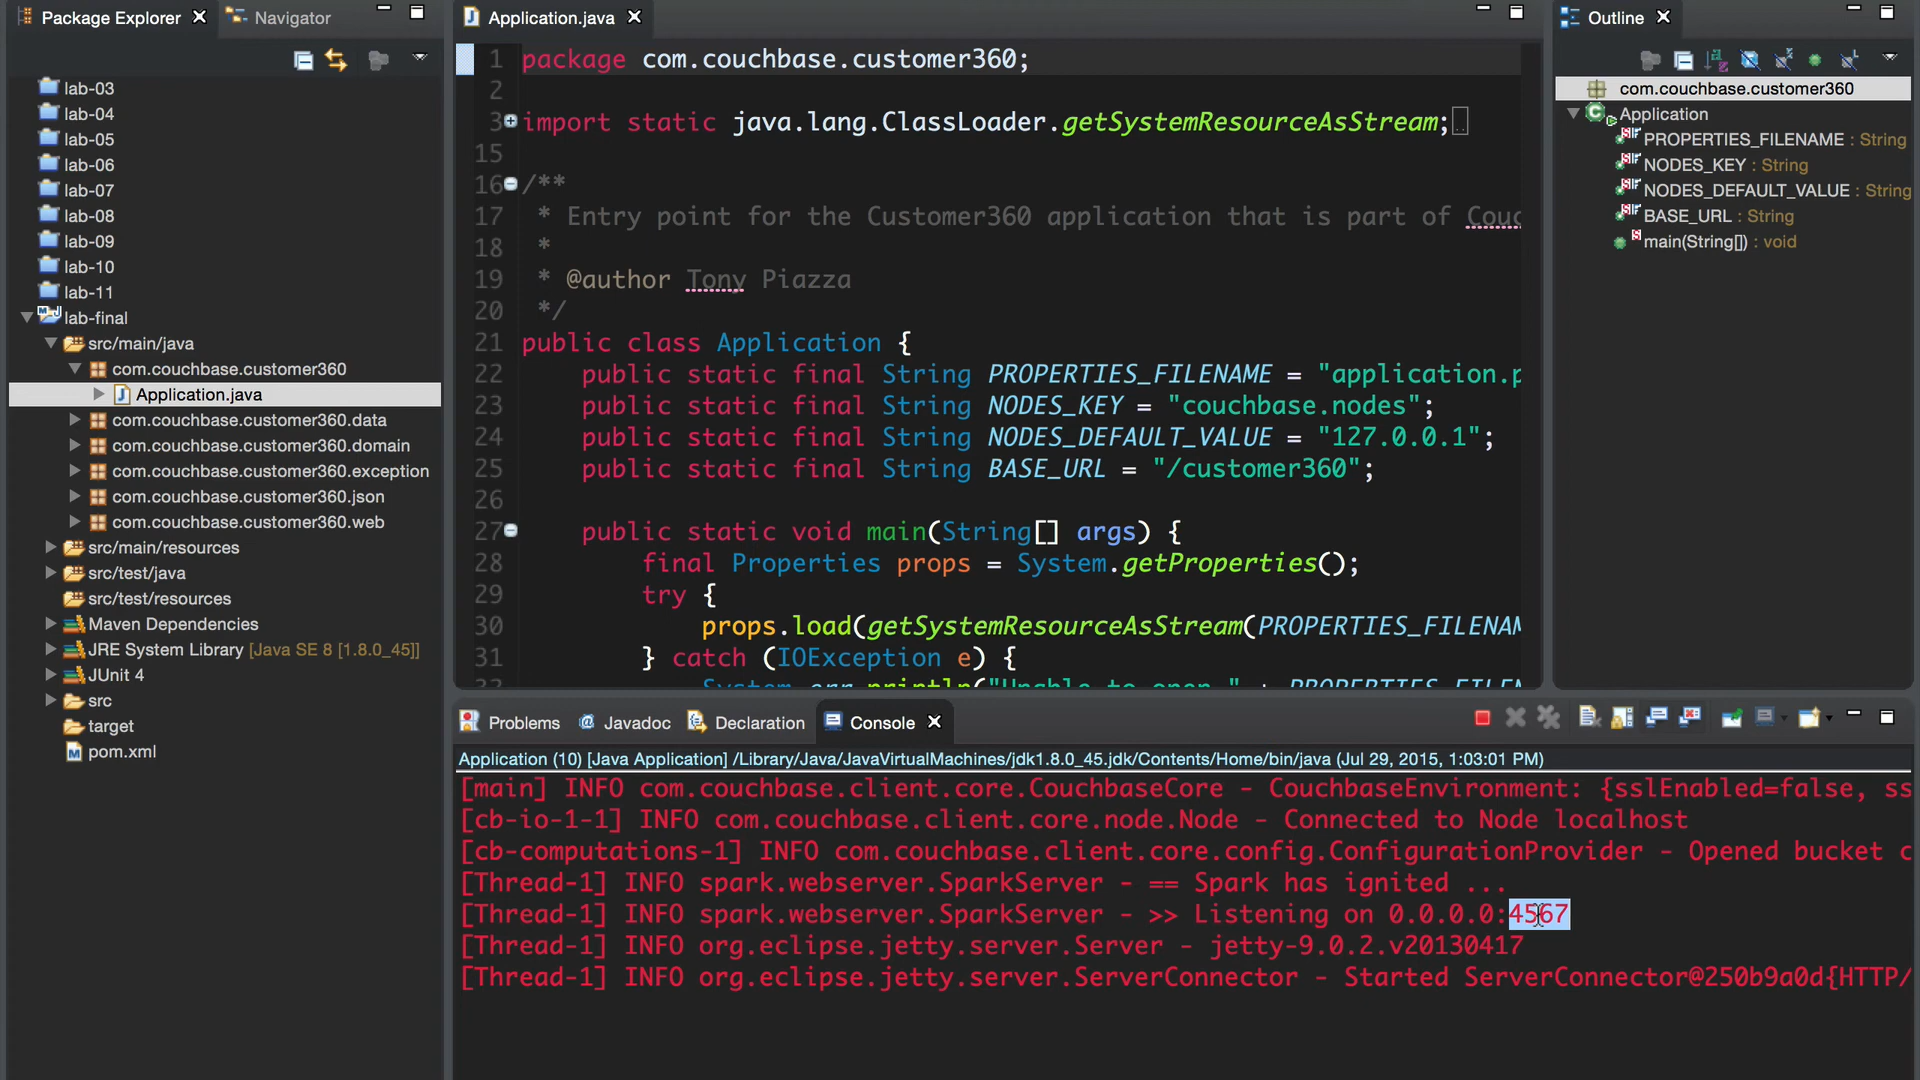 Package Explorer
Navigator
lab-03
lab-04
lab-05
lab-06
lab-07
lab-08
lab-09
lab-10
lab-11
lab-final
src/main/java
com.couchbase.customer360
Application.java
com.couchbase.customer360.data
com.couchbase.customer360.domain
com.couchbase.customer360.exception
com.couchbase.customer360.json
com.couchbase.customer360.web
src/main/resources
src/test/java
src/test/resources
Maven Dependencies
JRE System Library [Java SE 8 [1.8.0_45]]
JUnit 4
src
target
pom.xml
Application.java
1 package com.couchbase.customer360;
2
3 import static java.lang.ClassLoader.getSystemResourceAsStream;
15
16 /**
17 * Entry point for the Customer360 application that is part of Couc
18 *
19 * @author Tony Piazza
20 */
21 public class Application {
22 public static final String PROPERTIES_FILENAME = "application.p
23 public static final String NODES_KEY = "couchbase.nodes";
24 public static final String NODES_DEFAULT_VALUE = "127.0.0.1";
25 public static final String BASE_URL = "/customer360";
26
27 public static void main(String[] args) {
28 final Properties props = System.getProperties();
29 try {
30 props.load(getSystemResourceAsStream(PROPERTIES_FILENAM
31 } catch (IOException e) {
32 System.err.println("Unable to open " + PROPERTIES_FILEN
Outline
com.couchbase.customer360
Application
PROPERTIES_FILENAME : String
NODES_KEY : String
NODES_DEFAULT_VALUE : String
BASE_URL : String
main(String[]) : void
Problems
Javadoc
Declaration
Console
Application (10) [Java Application] /Library/Java/JavaVirtualMachines/jdk1.8.0_45.jdk/Contents/Home/bin/java (Jul 29, 2015, 1:03:01 PM)
[main] INFO com.couchbase.client.core.CouchbaseCore - CouchbaseEnvironment: {sslEnabled=false, ss
[cb-io-1-1] INFO com.couchbase.client.core.node.Node - Connected to Node localhost
[cb-computations-1] INFO com.couchbase.client.core.config.ConfigurationProvider - Opened bucket c
[Thread-1] INFO spark.webserver.SparkServer - == Spark has ignited ...
[Thread-1] INFO spark.webserver.SparkServer - >> Listening on 0.0.0.0:4567
[Thread-1] INFO org.eclipse.jetty.server.Server - jetty-9.0.2.v20130417
[Thread-1] INFO org.eclipse.jetty.server.ServerConnector - Started ServerConnector@250b9a0d{HTTP/